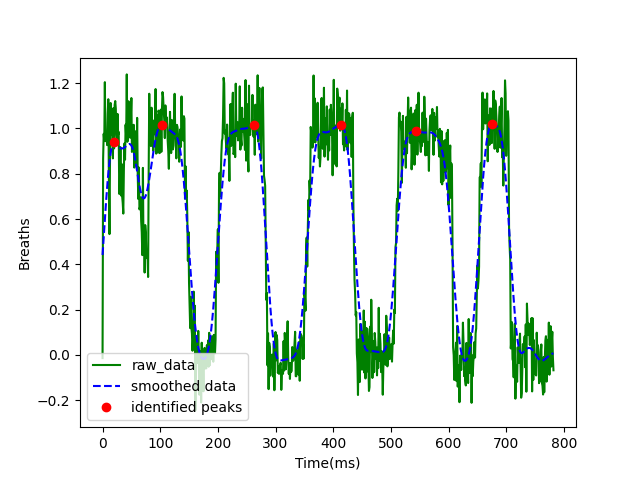 1.2
1.0
0.8
0.6
0.4
0.2
0.0
−0.2
Breaths
raw_data
smoothed data
identified peaks
0 100 200 300 400 500 600 700 800
Time(ms)